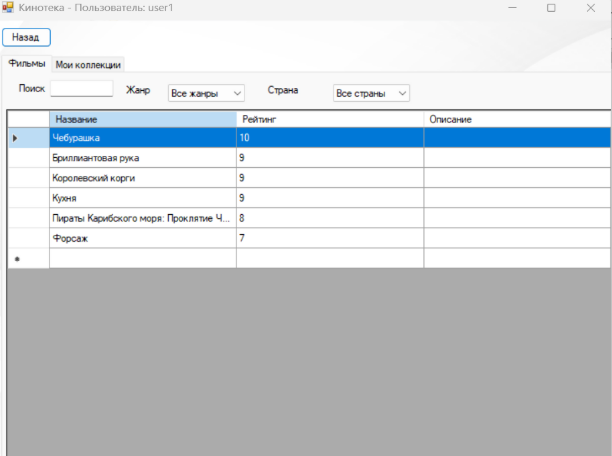 Кинотека - Пользователь: user1
Назад
Фильмы Мои коллекции
Поиск Жанр Все жанры Страна Все страны
Название Рейтинг Описание
Чебурашка 10
Бриллиантовая рука 9
Королевский корги 9
Кухня 9
Пираты Карибского моря: Проклятие Ч... 8
Форсаж 7